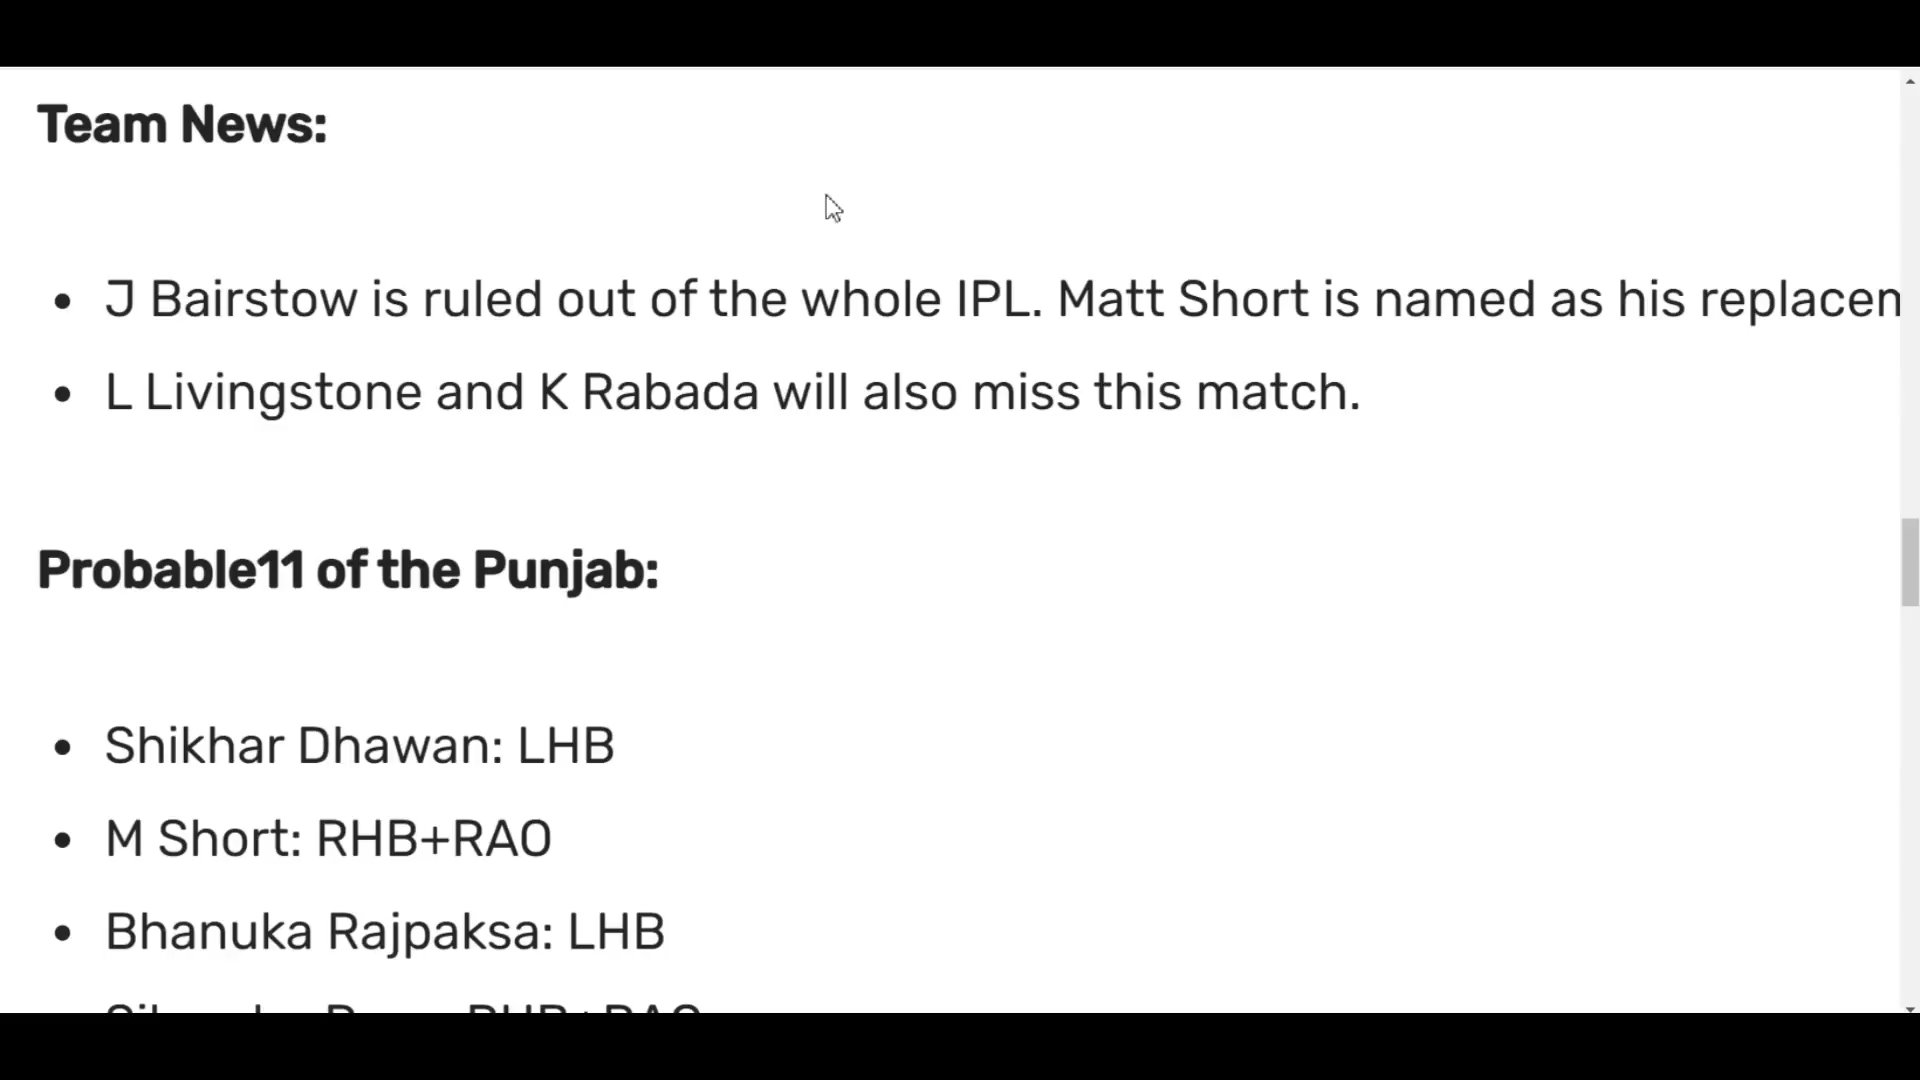 Team News:
• J Bairstow is ruled out of the whole IPL. Matt Short is named as his replacem
• L Livingstone and K Rabada will also miss this match.
Probable11 of the Punjab:
• Shikhar Dhawan: LHB
• M Short: RHB+RAO
• Bhanuka Rajpaksa: LHB